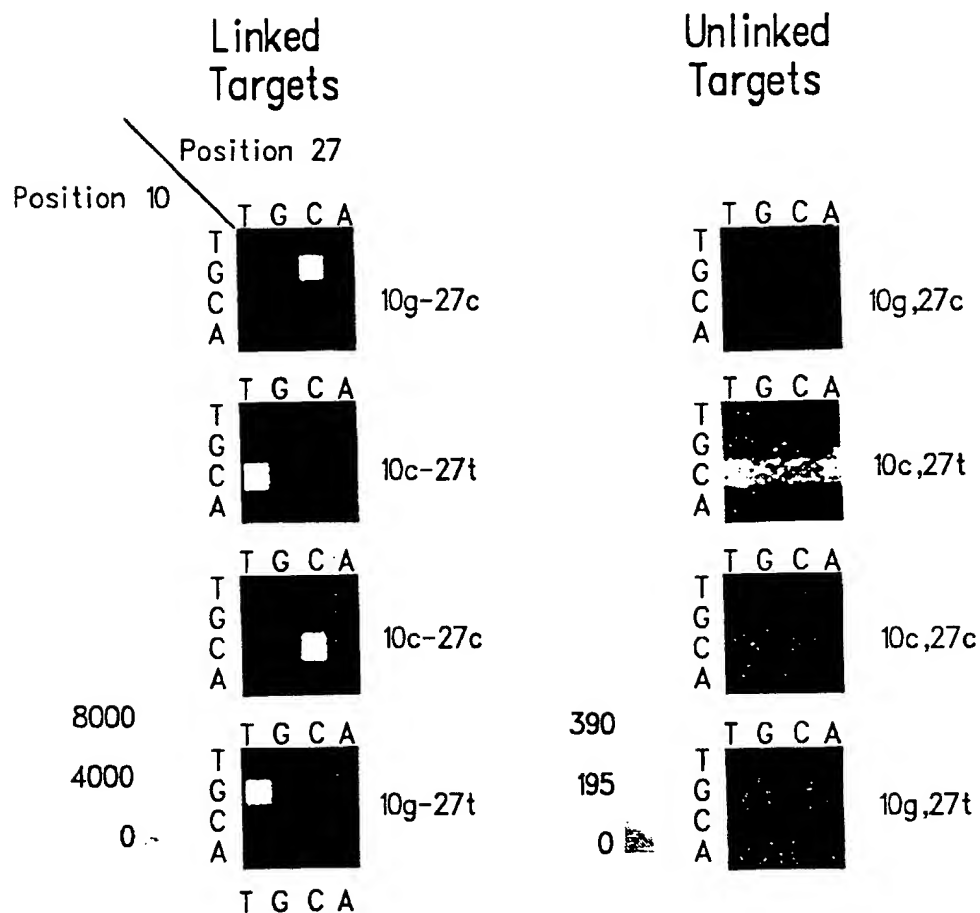 Linked
Targets
Unlinked
Targets
Position 27
Position 10
T G C A
T
G
C
A
10g-27c
T G C A
T
G
C
A
10g,27c
T G C A
T
G
C
A
10c-27t
T G C A
T
G
C
A
10c,27t
T G C A
T
G
C
A
10c-27c
T G C A
T
G
C
A
10c,27c
8000
4000
0
T G C A
T
G
C
A
10g-27t
T G C A
390
195
0
T G C A
T
G
C
A
10g,27t